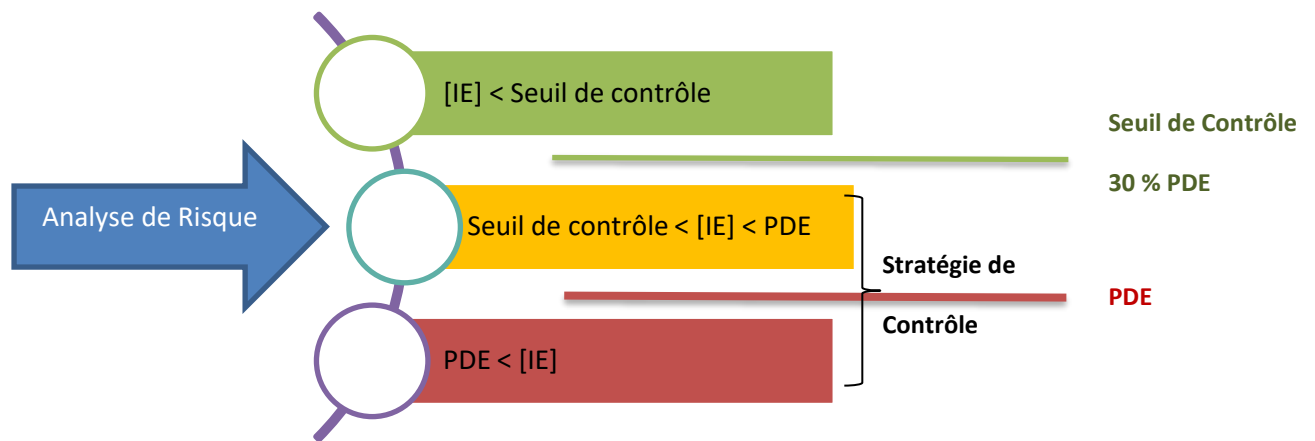 [IE] < Seuil de contrôle
Seuil de Contrôle
30 % PDE
Analyse de Risque
Seuil de contrôle < [IE] < PDE
Stratégie de
Contrôle
PDE
PDE < [IE]